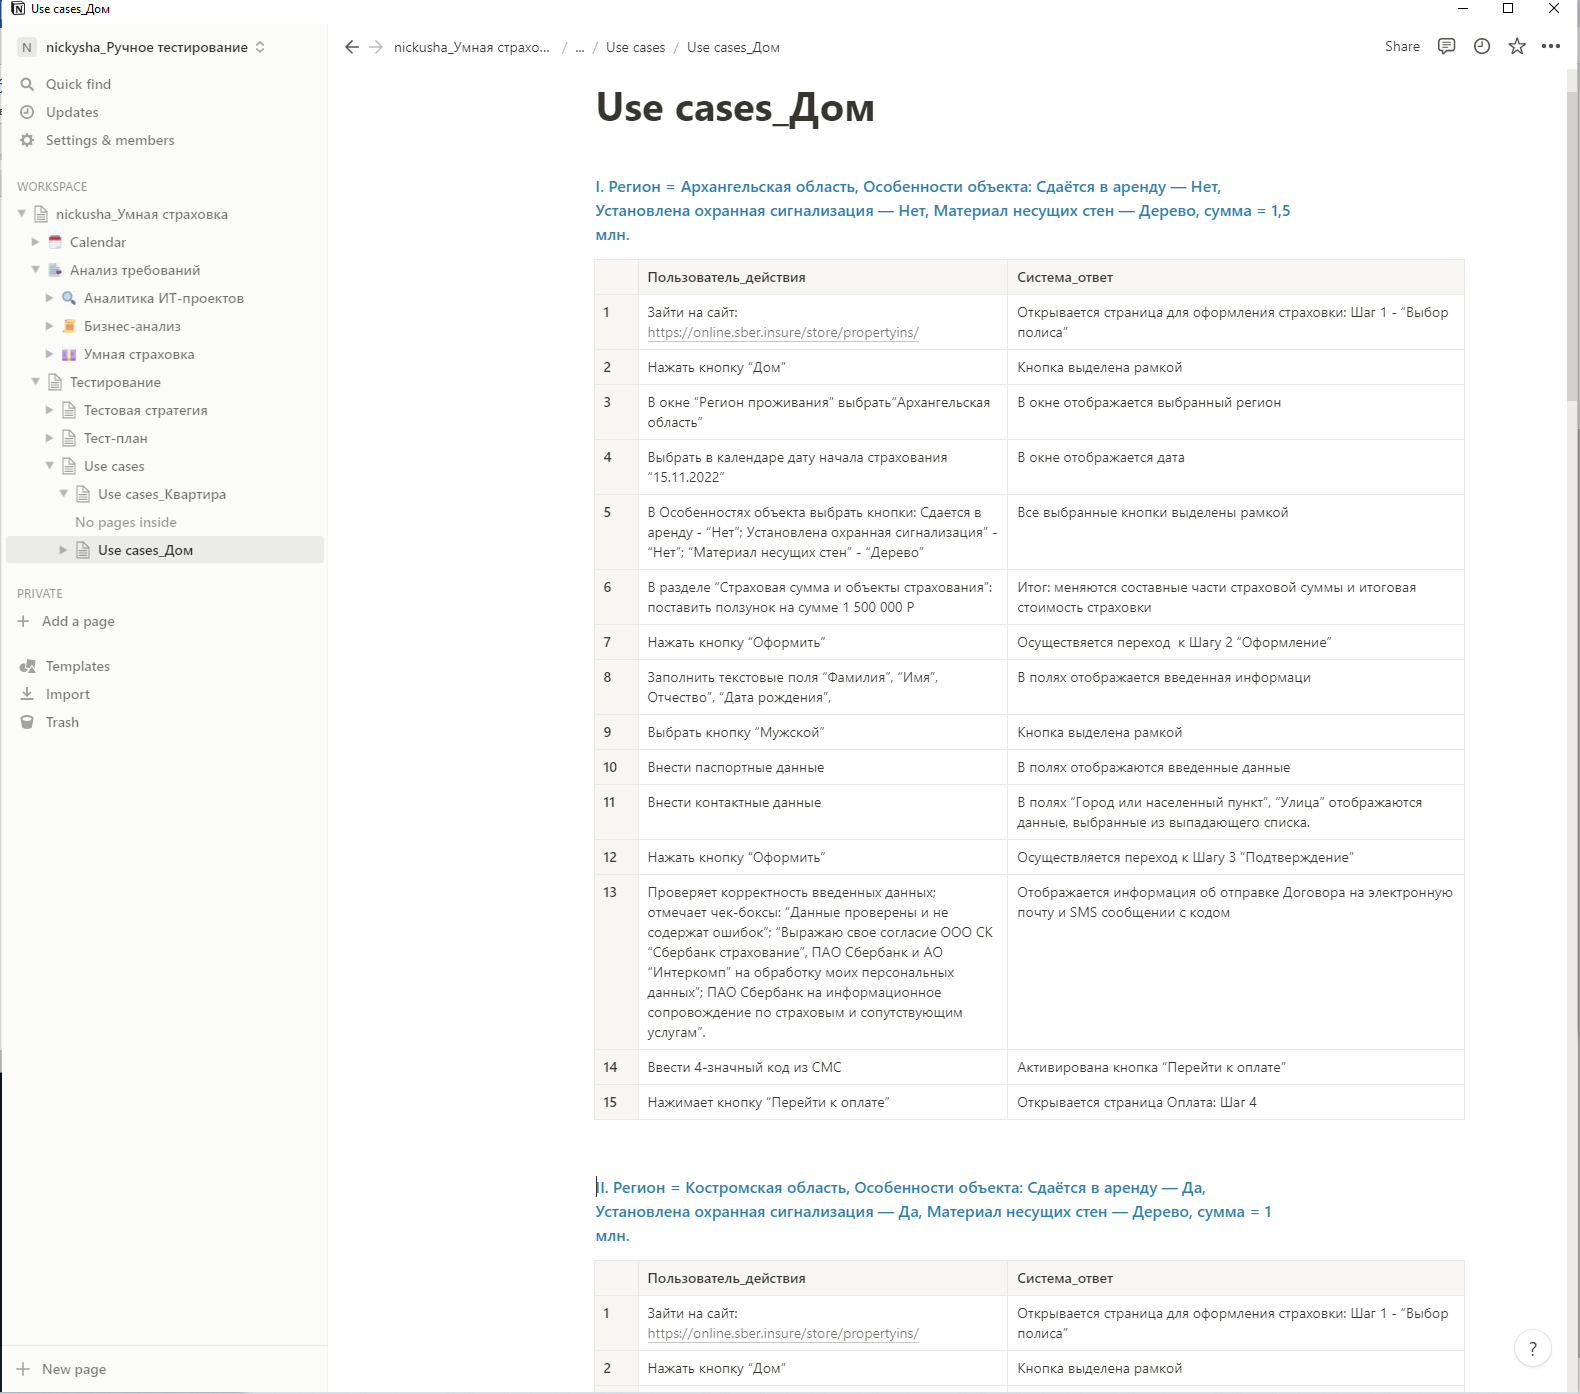 Use cases_Дом
N nickysha_Ручное тестирование
Quick find
Updates
Settings & members
WORKSPACE
nickusha_Умная страховка
Calendar
Анализ требований
Аналитика ИТ-проектов
Бизнес-анализ
Умная страховка
Тестирование
Тестовая стратегия
Тест-план
Use cases
Use cases_Квартира
No pages inside
Use cases_Дом
PRIVATE
Add a page
Templates
Import
Trash
New page
nickusha_Умная страхо... / ... / Use cases / Use cases_Дом
Share
Use cases_Дом
I. Регион = Архангельская область, Особенности объекта: Сдаётся в аренду — Нет,
Установлена охранная сигнализация — Нет, Материал несущих стен — Дерево, сумма = 1,5
млн.
Пользователь_действия Система_ответ
1 Зайти на сайт: Открывается страница для оформления страховки: Шаг 1 - “Выбор
https://online.sber.insure/store/propertyins/ полиса”
2 Нажать кнопку “Дом” Кнопка выделена рамкой
3 В окне “Регион проживания” выбрать“Архангельская В окне отображается выбранный регион
область”
4 Выбрать в календаре дату начала страхования В окне отображается дата
“15.11.2022”
5 В Особенностях объекта выбрать кнопки: Сдается в Все выбранные кнопки выделены рамкой
аренду - “Нет”; Установлена охранная сигнализация” -
“Нет”; “Материал несущих стен” - “Дерево”
6 В разделе “Страховая сумма и объекты страхования”: Итог: меняются составные части страховой суммы и итоговая
поставить ползунок на сумме 1 500 000 Р стоимость страховки
7 Нажать кнопку “Оформить” Осуществяется переход к Шагу 2 “Оформление”
8 Заполнить текстовые поля “Фамилия”, “Имя”, В полях отображается введенная информаци
Отчество”, “Дата рождения”,
9 Выбрать кнопку “Мужской” Кнопка выделена рамкой
10 Внести паспортные данные В полях отображаются введенные данные
11 Внести контактные данные В полях “Город или населенный пункт”, “Улица” отображаются
данные, выбранные из выпадающего списка.
12 Нажать кнопку “Оформить” Осуществляется переход к Шагу 3 “Подтверждение”
13 Проверяет корректность введенных данных; Отображается информация об отправке Договора на электронную
отмечает чек-боксы: “Данные проверены и не почту и SMS сообщении с кодом
содержат ошибок”; “Выражаю свое согласие ООО СК
“Сбербанк страхование”, ПАО Сбербанк и АО
“Интеркомп” на обработку моих персональных
данных”; ПАО Сбербанк на информационное
сопровождение по страховым и сопутствующим
услугам”.
14 Ввести 4-значный код из СМС Активирована кнопка “Перейти к оплате”
15 Нажимает кнопку “Перейти к оплате” Открывается страница Оплата: Шаг 4
II. Регион = Костромская область, Особенности объекта: Сдаётся в аренду — Да,
Установлена охранная сигнализация — Да, Материал несущих стен — Дерево, сумма = 1
млн.
Пользователь_действия Система_ответ
1 Зайти на сайт: Открывается страница для оформления страховки: Шаг 1 - “Выбор
https://online.sber.insure/store/propertyins/ полиса”
2 Нажать кнопку “Дом” Кнопка выделена рамкой
?